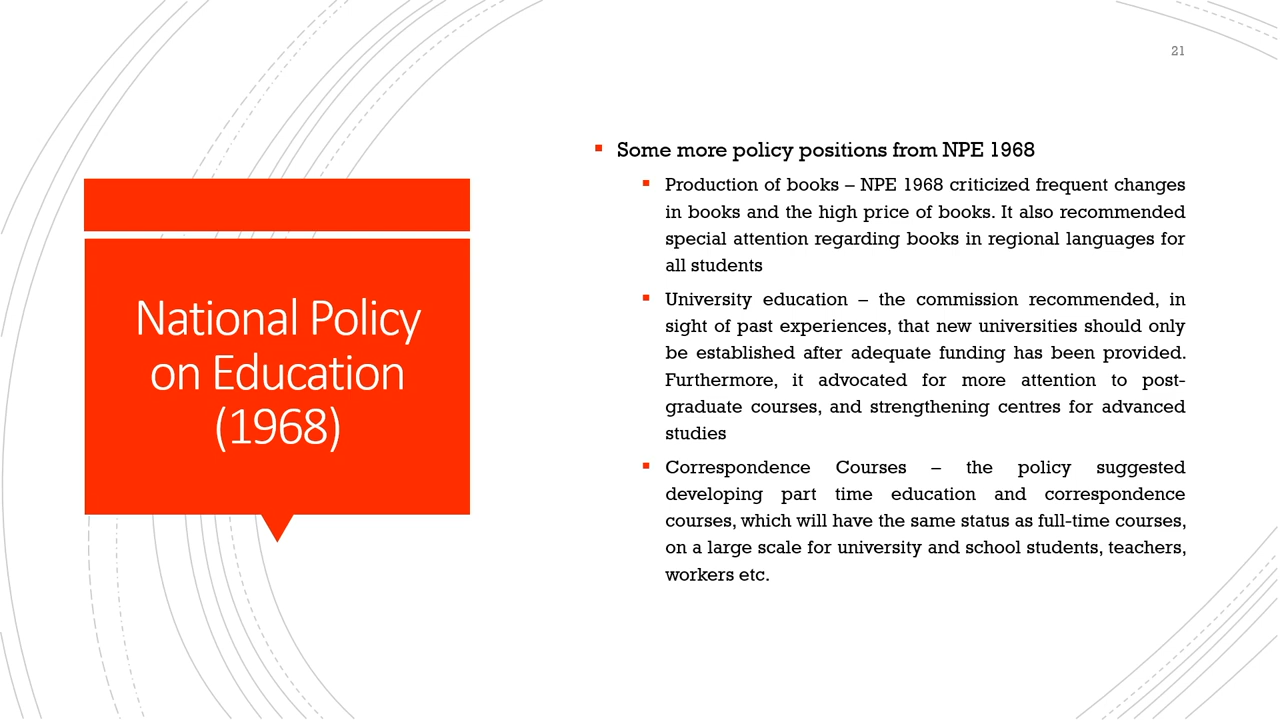 21
National Policy
on Education
(1968)
▪ Some more policy positions from NPE 1968
▪ Production of books – NPE 1968 criticized frequent changes
in books and the high price of books. It also recommended
special attention regarding books in regional languages for
all students
▪ University education – the commission recommended, in
sight of past experiences, that new universities should only
be established after adequate funding has been provided.
Furthermore, it advocated for more attention to post-
graduate courses, and strengthening centres for advanced
studies
▪ Correspondence Courses – the policy suggested
developing part time education and correspondence
courses, which will have the same status as full-time courses,
on a large scale for university and school students, teachers,
workers etc.